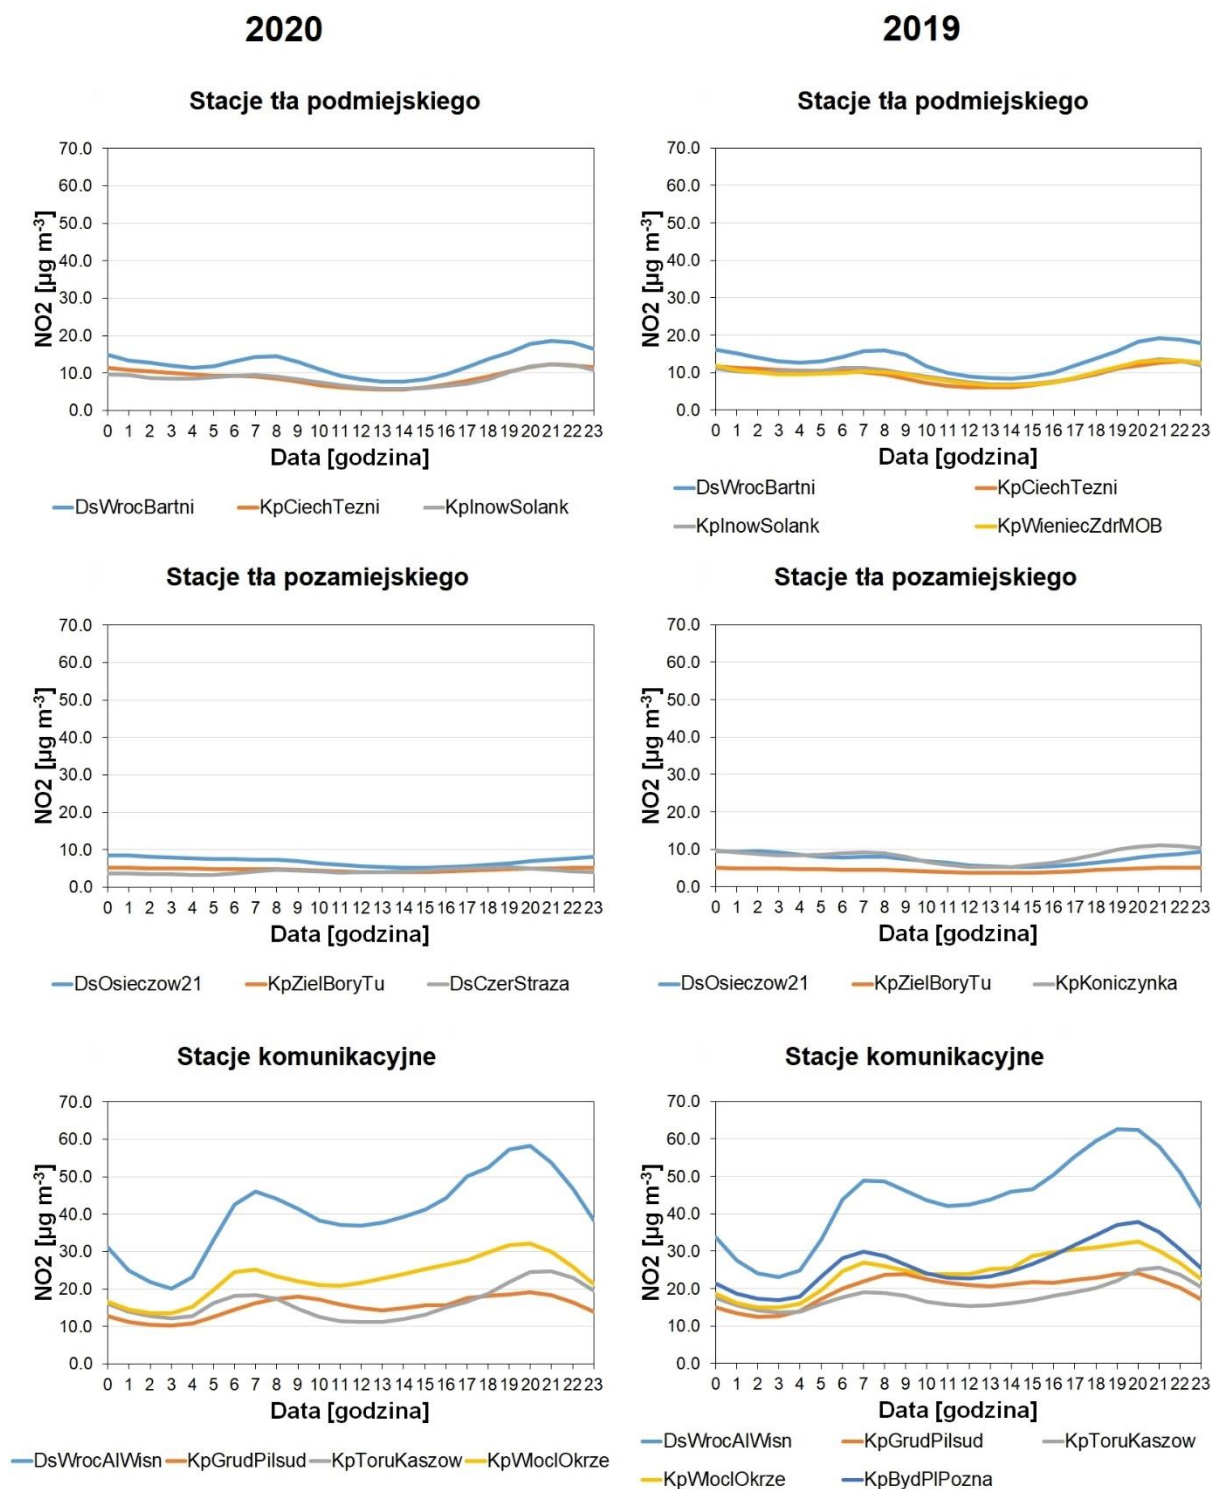 2020
2019
Stacje tła podmiejskiego
70.0
60.0
50.0
40.0
30.0
20.0
10.0
0.0
NO2 [µg m-3]
0 1 2 3 4 5 6 7 8 9 10 11 12 13 14 15 16 17 18 19 20 21 22 23
Data [godzina]
DsWrocBartni KpCiechTezni KpInowSolank
Stacje tła podmiejskiego
70.0
60.0
50.0
40.0
30.0
20.0
10.0
0.0
NO2 [µg m-3]
0 1 2 3 4 5 6 7 8 9 10 11 12 13 14 15 16 17 18 19 20 21 22 23
Data [godzina]
DsWrocBartni KpCiechTezni
KpInowSolank KpWieniecZdrMOB
Stacje tła pozamiejskiego
70.0
60.0
50.0
40.0
30.0
20.0
10.0
0.0
NO2 [µg m-3]
0 1 2 3 4 5 6 7 8 9 10 11 12 13 14 15 16 17 18 19 20 21 22 23
Data [godzina]
DsOsieczow21 KpZielBoryTu DsCzerStraza
Stacje tła pozamiejskiego
70.0
60.0
50.0
40.0
30.0
20.0
10.0
0.0
NO2 [µg m-3]
0 1 2 3 4 5 6 7 8 9 10 11 12 13 14 15 16 17 18 19 20 21 22 23
Data [godzina]
DsOsieczow21 KpZielBoryTu KpKoniczynka
Stacje komunikacyjne
70.0
60.0
50.0
40.0
30.0
20.0
10.0
0.0
NO2 [µg m-3]
0 1 2 3 4 5 6 7 8 9 10 11 12 13 14 15 16 17 18 19 20 21 22 23
Data [godzina]
DsWrocAlWisn KpGrudPilsud KpToruKaszow KpWloclOkrze
Stacje komunikacyjne
70.0
60.0
50.0
40.0
30.0
20.0
10.0
0.0
NO2 [µg m-3]
0 1 2 3 4 5 6 7 8 9 10 11 12 13 14 15 16 17 18 19 20 21 22 23
Data [godzina]
DsWrocAlWisn KpGrudPilsud KpToruKaszow
KpWloclOkrze KpBydPlPozna